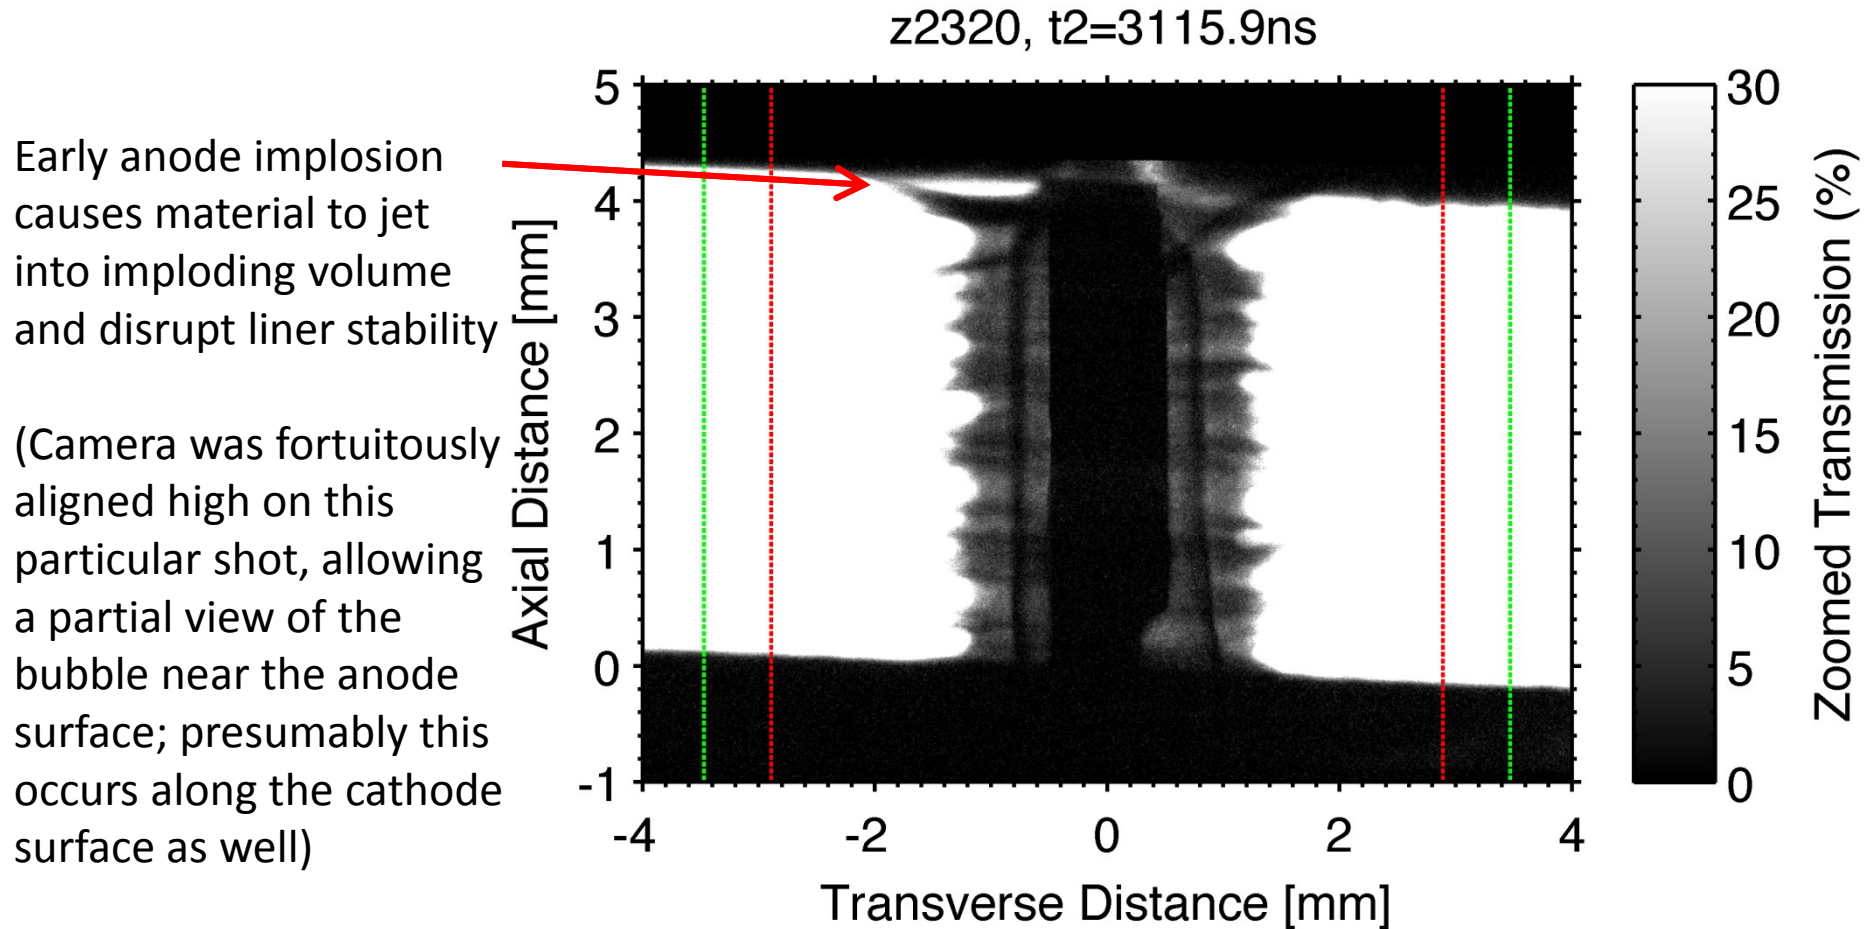 z2320, t2=3115.9ns
Early anode implosion
causes material to jet
into imploding volume
and disrupt liner stability
(Camera was fortuitously
aligned high on this
particular shot, allowing
a partial view of the
bubble near the anode
surface; presumably this
occurs along the cathode
surface as well)
Axial Distance [mm]
5
4
3
2
1
0
-1
-4
-2
0
2
4
Transverse Distance [mm]
30
25
20
15
10
5
0
Zoomed Transmission (%)